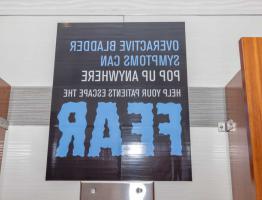 OVERACTIVE BLADDER
SYMPTOMS CAN
POP UP ANYWHERE
HELP YOUR PATIENTS ESCAPE THE
FEAR